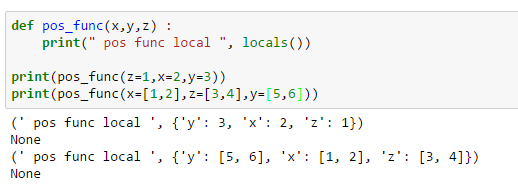 def pos_func(x,y,z) :
    print(" pos func local ", locals())
print(pos_func(z=1,x=2,y=3))
print(pos_func(x=[1,2],z=[3,4],y=[5,6]))
(' pos func local ', {'y': 3, 'x': 2, 'z': 1})
None
(' pos func local ', {'y': [5, 6], 'x': [1, 2], 'z': [3, 4]})
None